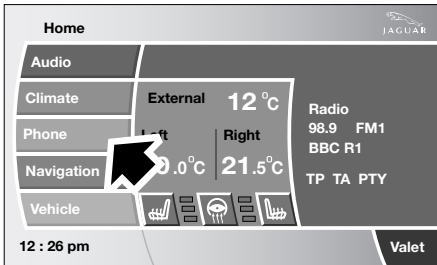 Home
JAGUAR
Audio
Climate
Phone
Navigation
Vehicle
External 12 °c
Right
.0°c 21.5°c
Radio
98.9 FM1
BBC R1
TP TA PTY
12 : 26 pm
Valet